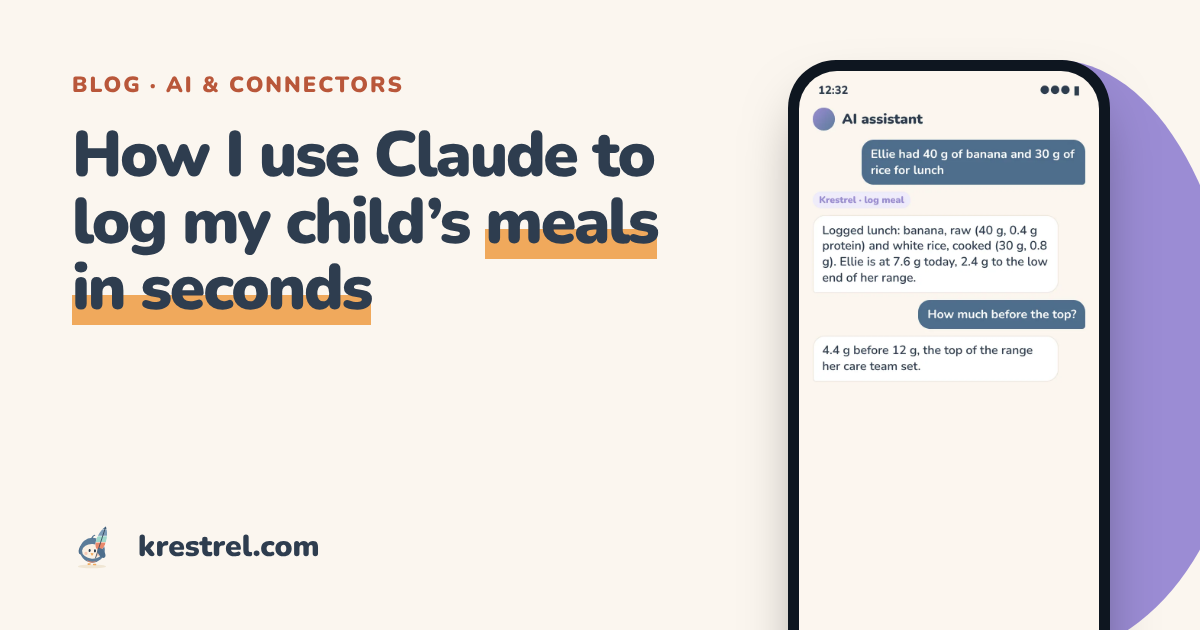 BLOG · AI & CONNECTORS
How I use Claude to
log my child’s meals
in seconds
krestrel.com
12:32
AI assistant
Ellie had 40 g of banana and 30 g of
rice for lunch
Krestrel · log meal
Logged lunch: banana, raw (40 g, 0.4 g
protein) and white rice, cooked (30 g, 0.8
g). Ellie is at 7.6 g today, 2.4 g to the low
end of her range.
How much before the top?
4.4 g before 12 g, the top of the range
her care team set.